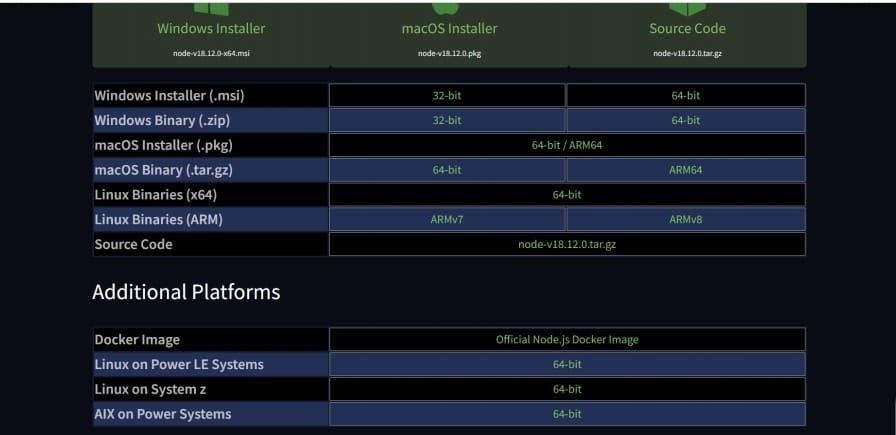 Windows Installer macOS Installer Source Code
node-v18.12.0-x64.msi node-v18.12.0.pkg node-v18.12.0.tar.gz
Windows Installer (.msi) 32-bit 64-bit
Windows Binary (.zip) 32-bit 64-bit
macOS Installer (.pkg) 64-bit / ARM64
macOS Binary (.tar.gz) 64-bit ARM64
Linux Binaries (x64) 64-bit
Linux Binaries (ARM) ARMv7 ARMv8
Source Code node-v18.12.0.tar.gz
Additional Platforms
Docker Image Official Node.js Docker Image
Linux on Power LE Systems 64-bit
Linux on System z 64-bit
AIX on Power Systems 64-bit